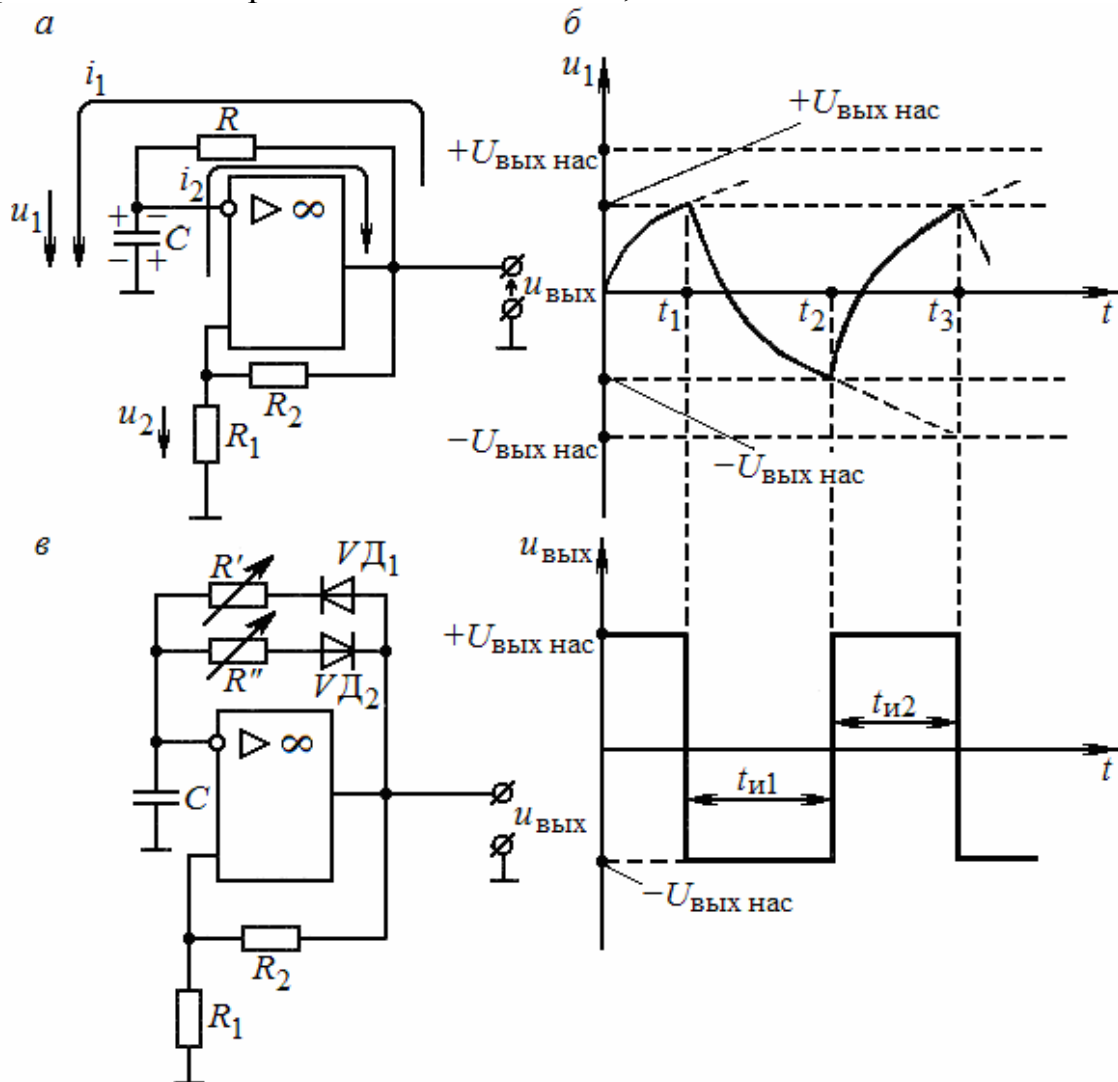 а
i₁
R
i₂
▷ ∞
u₁
+ −
C
− +
uвых
R₂
u₂
R₁
б
u₁
+Uвых нас
+Uвых нас
t₁
t₂
t₃
t
−Uвых нас
−Uвых нас
uвых
+Uвых нас
tи2
tи1
t
−Uвых нас
в
R′
VД₁
R″
VД₂
▷ ∞
C
uвых
R₂
R₁